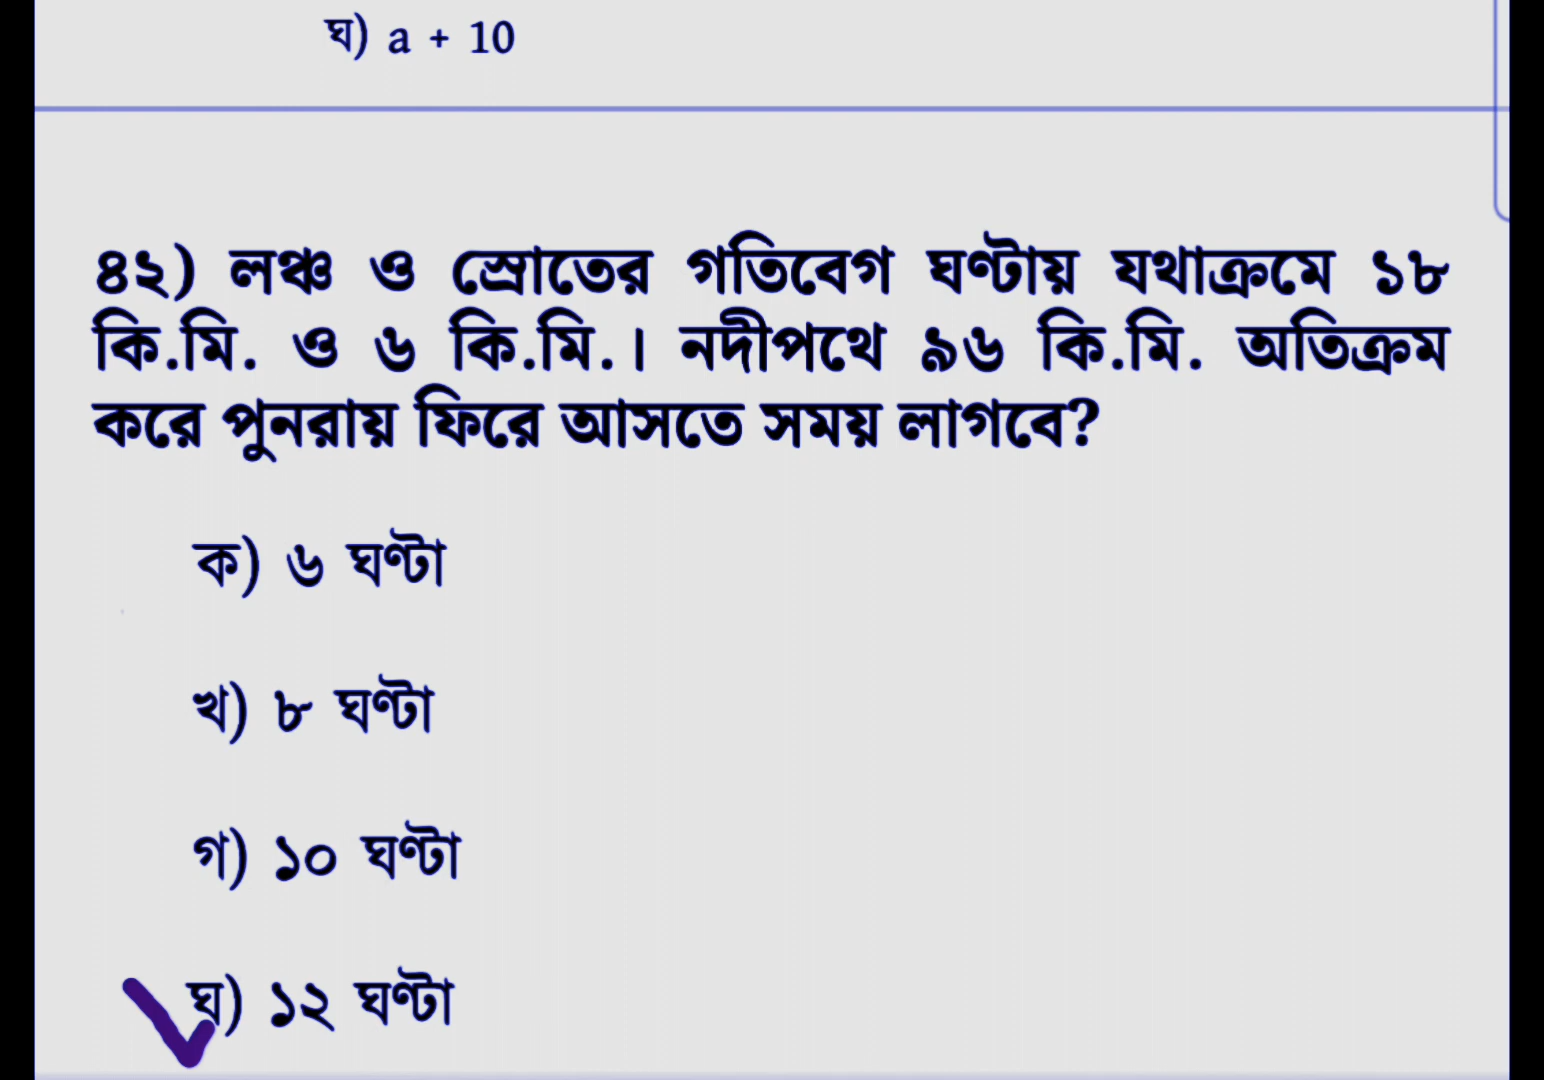 ঘ) a + 10
৪২) লঞ্চ ও স্রোতের গতিবেগ ঘণ্টায় যথাক্রমে ১৮
কি.মি. ও ৬ কি.মি.। নদীপথে ৯৬ কি.মি. অতিক্রম
করে পুনরায় ফিরে আসতে সময় লাগবে?
ক) ৬ ঘণ্টা
খ) ৮ ঘণ্টা
গ) ১০ ঘণ্টা
ঘ) ১২ ঘণ্টা